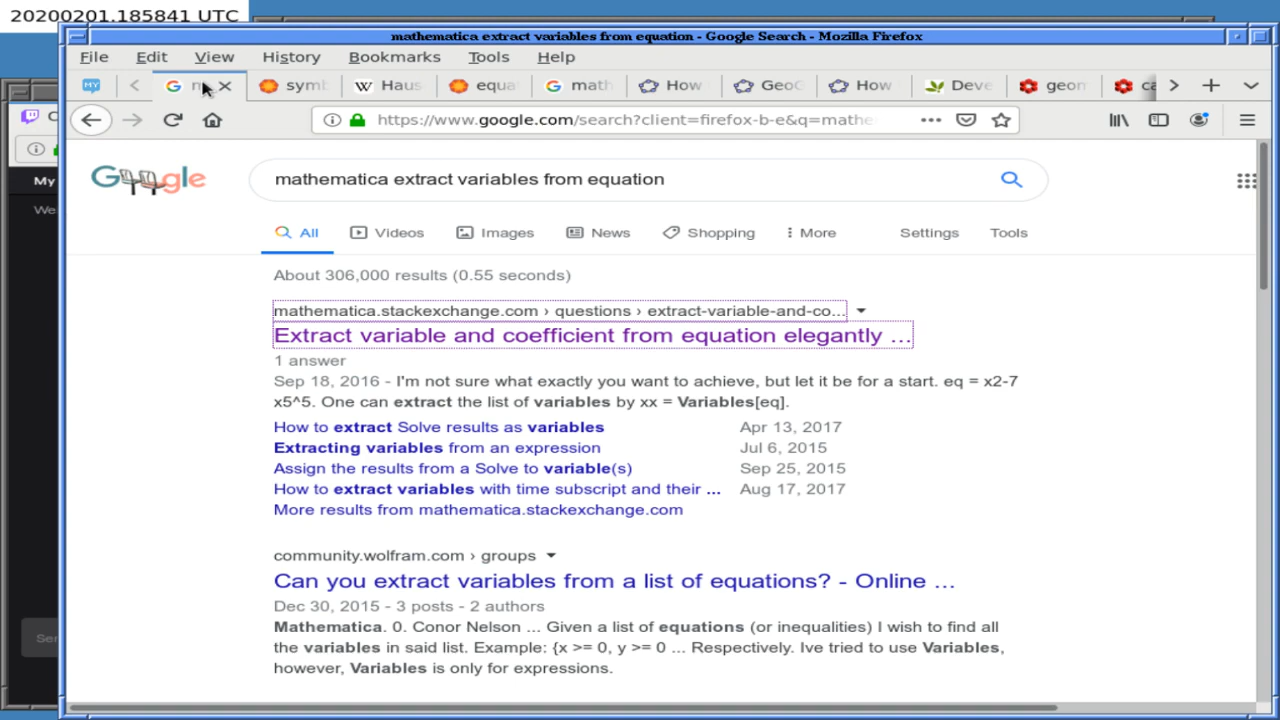 20200201.185841 UTC
mathematica extract variables from equation - Google Search - Mozilla Firefox
File Edit View History Bookmarks Tools Help
MY symb Haus equa math How GeoG How Deve geom ca
https://www.google.com/search?client=firefox-b-e&q=mathe
Google mathematica extract variables from equation
All Videos Images News Shopping More Settings Tools
About 306,000 results (0.55 seconds)
mathematica.stackexchange.com › questions › extract-variable-and-co...
Extract variable and coefficient from equation elegantly ...
1 answer
Sep 18, 2016 - I'm not sure what exactly you want to achieve, but let it be for a start. eq = x2-7
x5^5. One can extract the list of variables by xx = Variables[eq].
How to extract Solve results as variables Apr 13, 2017
Extracting variables from an expression Jul 6, 2015
Assign the results from a Solve to variable(s) Sep 25, 2015
How to extract variables with time subscript and their ... Aug 17, 2017
More results from mathematica.stackexchange.com
community.wolfram.com › groups
Can you extract variables from a list of equations? - Online ...
Dec 30, 2015 - 3 posts - 2 authors
Mathematica. 0. Conor Nelson ... Given a list of equations (or inequalities) I wish to find all
the variables in said list. Example: {x >= 0, y >= 0 ... Respectively. Ive tried to use Variables,
however, Variables is only for expressions.
My
We
Ser